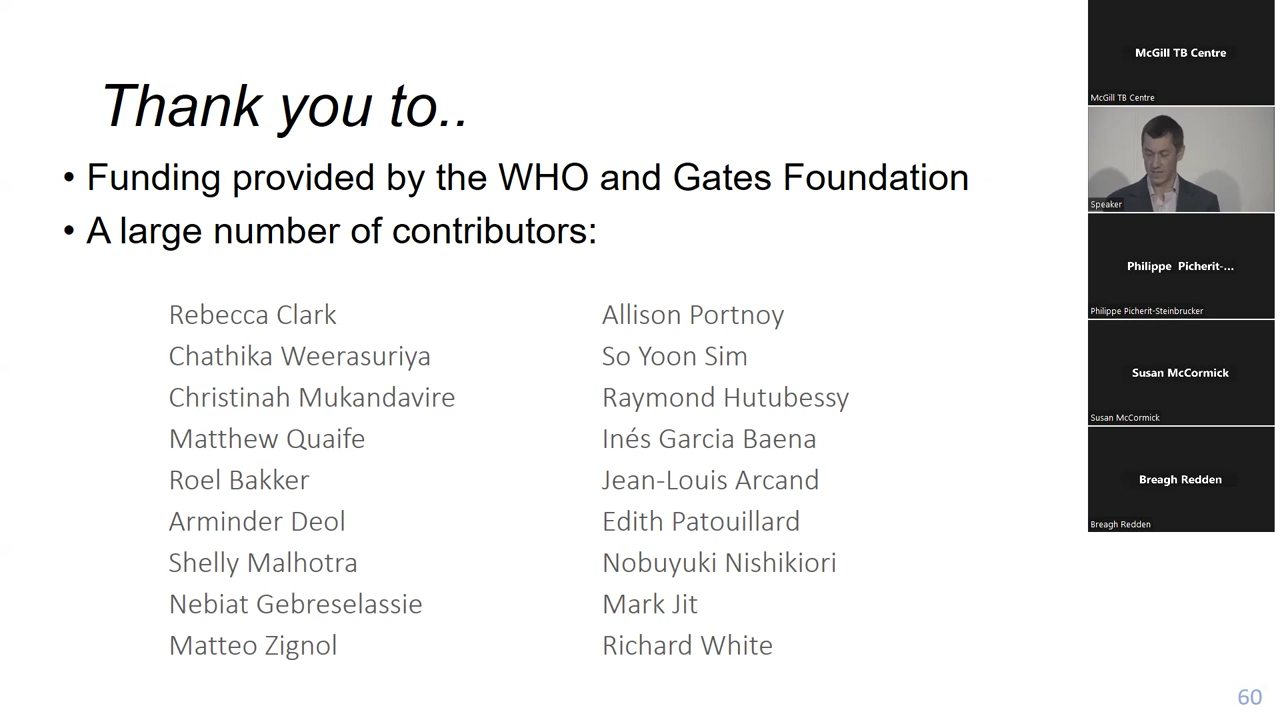 Thank you to..
• Funding provided by the WHO and Gates Foundation
• A large number of contributors:
Rebecca Clark
Chathika Weerasuriya
Christinah Mukandavire
Matthew Quaife
Roel Bakker
Arminder Deol
Shelly Malhotra
Nebiat Gebreselassie
Matteo Zignol
Allison Portnoy
So Yoon Sim
Raymond Hutubessy
Inés Garcia Baena
Jean-Louis Arcand
Edith Patouillard
Nobuyuki Nishikiori
Mark Jit
Richard White
60
McGill TB Centre
McGill TB Centre
Speaker
Philippe Picherit-...
Philippe Picherit-Steinbrucker
Susan McCormick
Susan McCormick
Breagh Redden
Breagh Redden